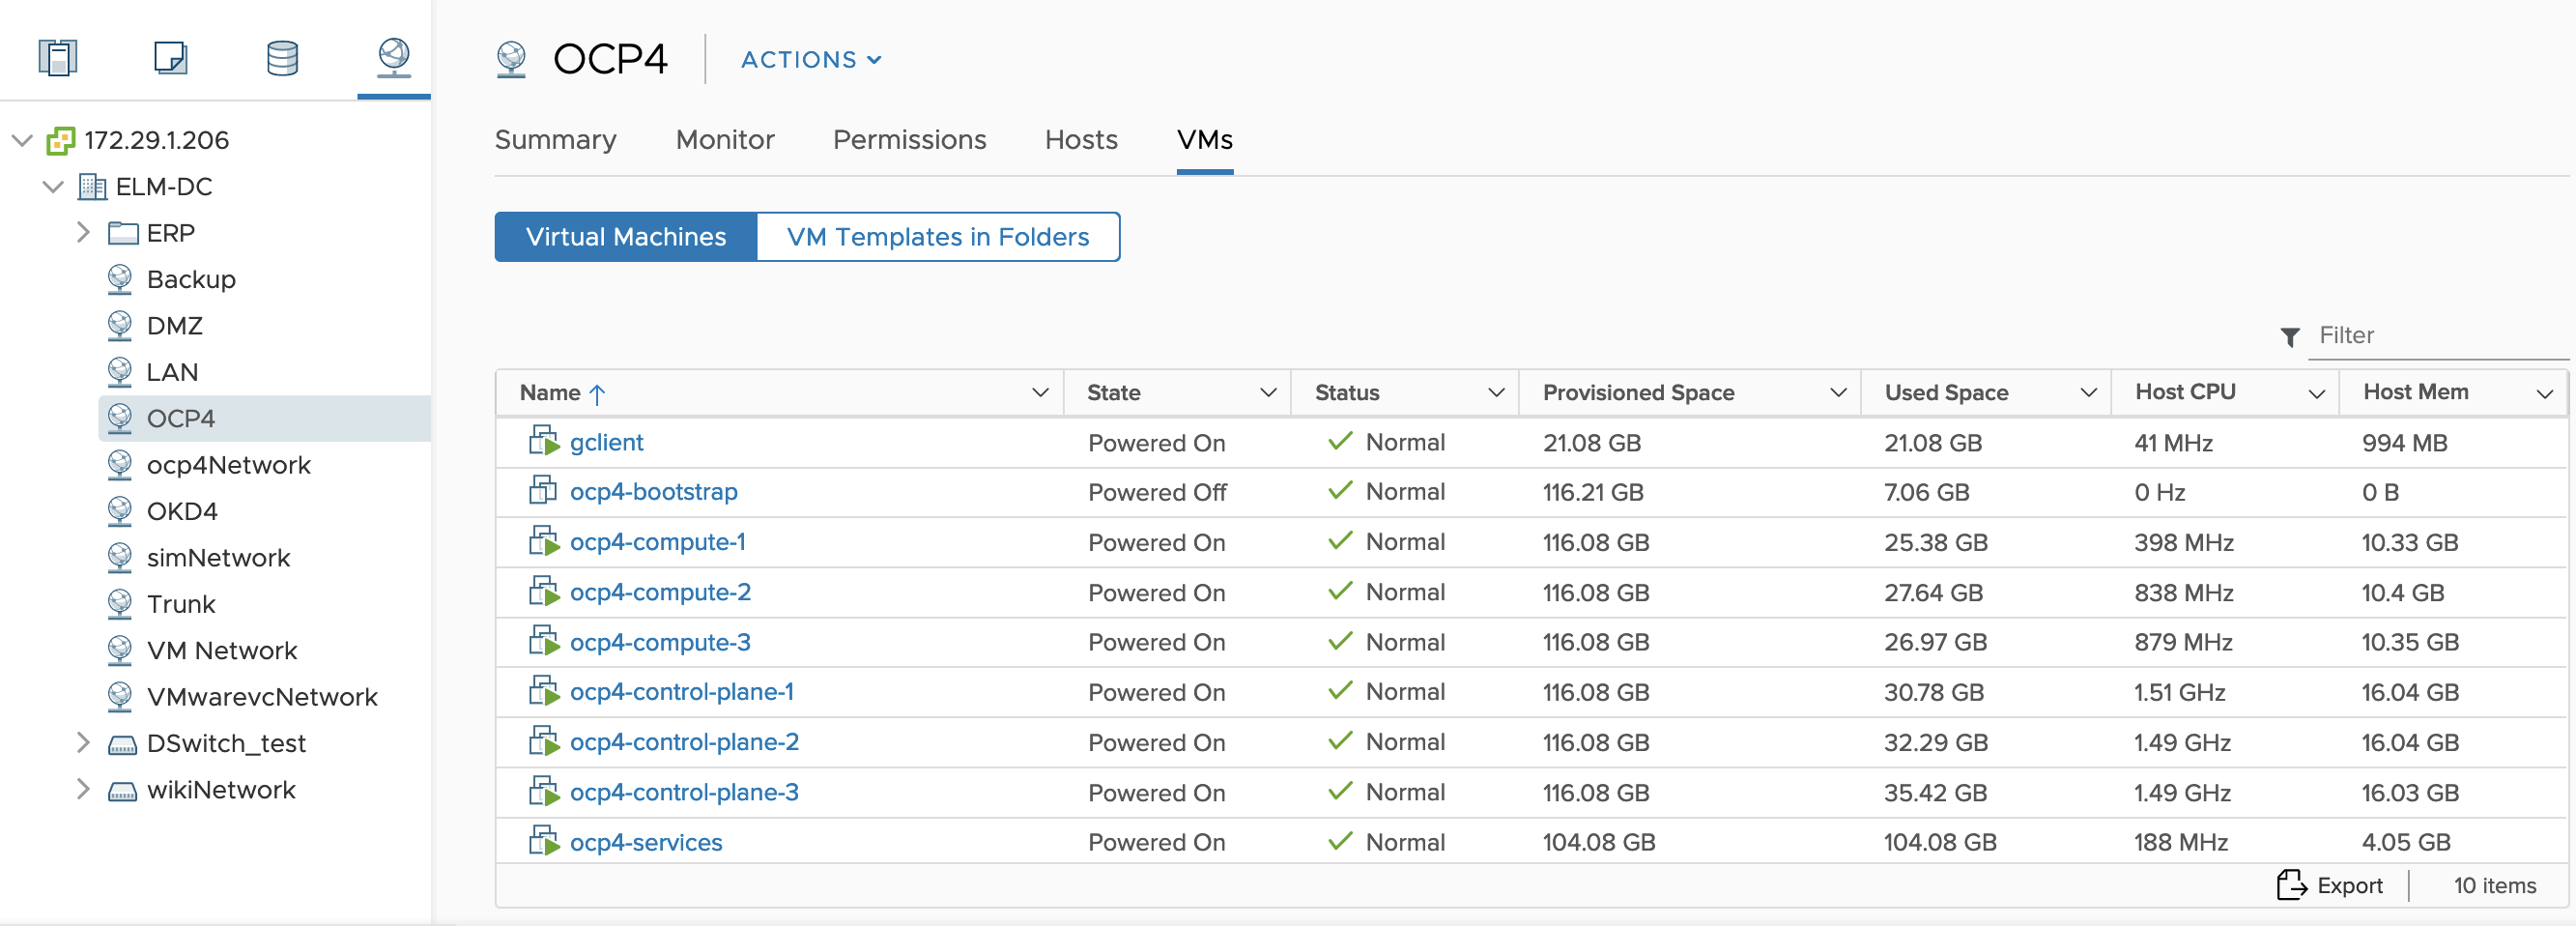 172.29.1.206
ELM-DC
ERP
Backup
DMZ
LAN
OCP4
ocp4Network
OKD4
simNetwork
Trunk
VM Network
VMwarevcNetwork
DSwitch_test
wikiNetwork
OCP4 ACTIONS
Summary Monitor Permissions Hosts VMs
Virtual Machines VM Templates in Folders
Filter
Name State Status Provisioned Space Used Space Host CPU Host Mem
gclient Powered On Normal 21.08 GB 21.08 GB 41 MHz 994 MB
ocp4-bootstrap Powered Off Normal 116.21 GB 7.06 GB 0 Hz 0 B
ocp4-compute-1 Powered On Normal 116.08 GB 25.38 GB 398 MHz 10.33 GB
ocp4-compute-2 Powered On Normal 116.08 GB 27.64 GB 838 MHz 10.4 GB
ocp4-compute-3 Powered On Normal 116.08 GB 26.97 GB 879 MHz 10.35 GB
ocp4-control-plane-1 Powered On Normal 116.08 GB 30.78 GB 1.51 GHz 16.04 GB
ocp4-control-plane-2 Powered On Normal 116.08 GB 32.29 GB 1.49 GHz 16.04 GB
ocp4-control-plane-3 Powered On Normal 116.08 GB 35.42 GB 1.49 GHz 16.03 GB
ocp4-services Powered On Normal 104.08 GB 104.08 GB 188 MHz 4.05 GB
Export 10 items